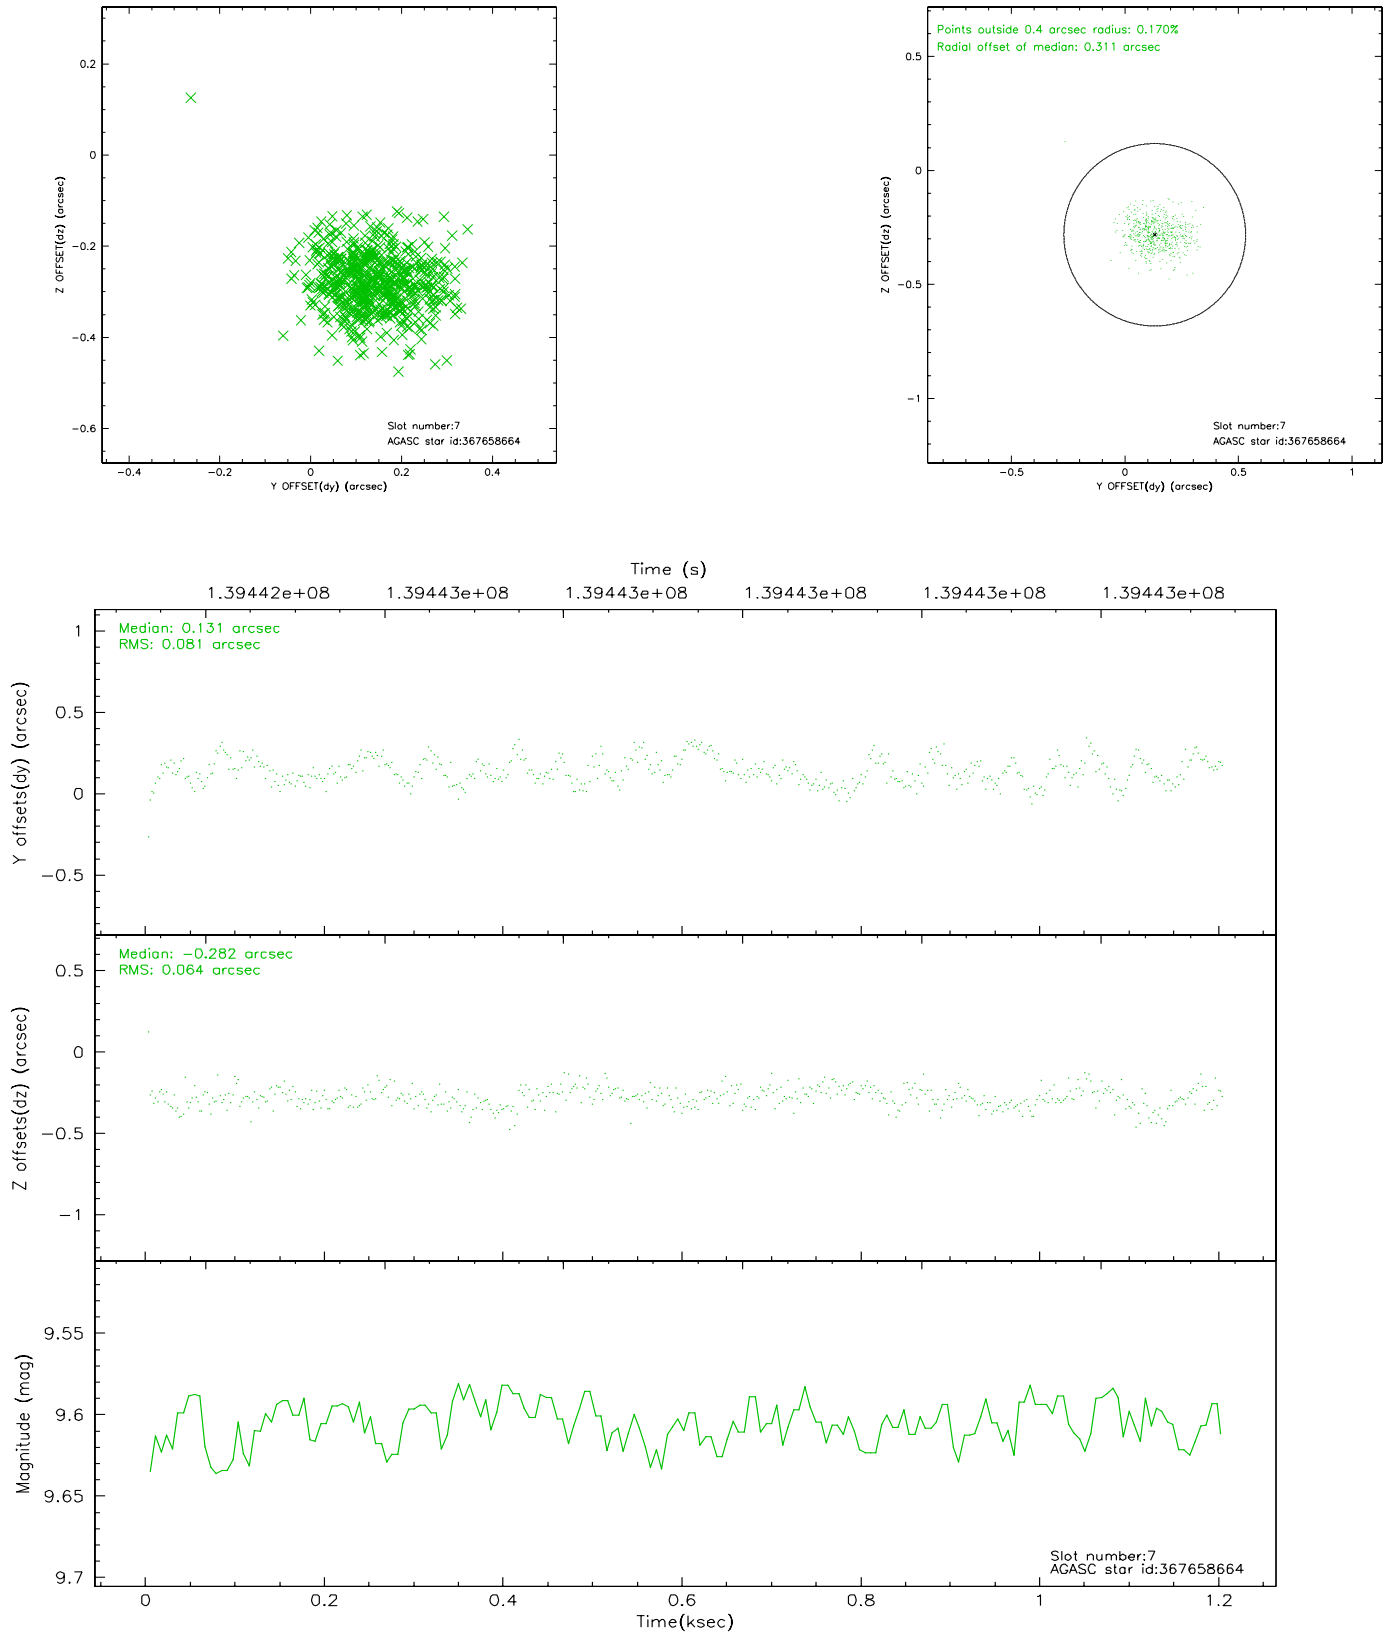 0.2
0
−0.2
−0.4
−0.6
Z OFFSET(dz) (arcsec)
Slot number:7
AGASC star id:367658664
−0.4 −0.2 0 0.2 0.4
Y OFFSET(dy) (arcsec)
Points outside 0.4 arcsec radius: 0.170%
Radial offset of median: 0.311 arcsec
0.5
0
−0.5
−1
Z OFFSET(dz) (arcsec)
Slot number:7
AGASC star id:367658664
−0.5 0 0.5 1
Y OFFSET(dy) (arcsec)
Time (s)
1.39442e+08 1.39443e+08 1.39443e+08 1.39443e+08 1.39443e+08 1.39443e+08
Median: 0.131 arcsec
RMS: 0.081 arcsec
1
0.5
0
−0.5
Y offsets(dy) (arcsec)
Median: −0.282 arcsec
RMS: 0.064 arcsec
0.5
0
−0.5
−1
Z offsets(dz) (arcsec)
9.55
9.6
9.65
9.7
Magnitude (mag)
Slot number:7
AGASC star id:367658664
0 0.2 0.4 0.6 0.8 1 1.2
Time(ksec)